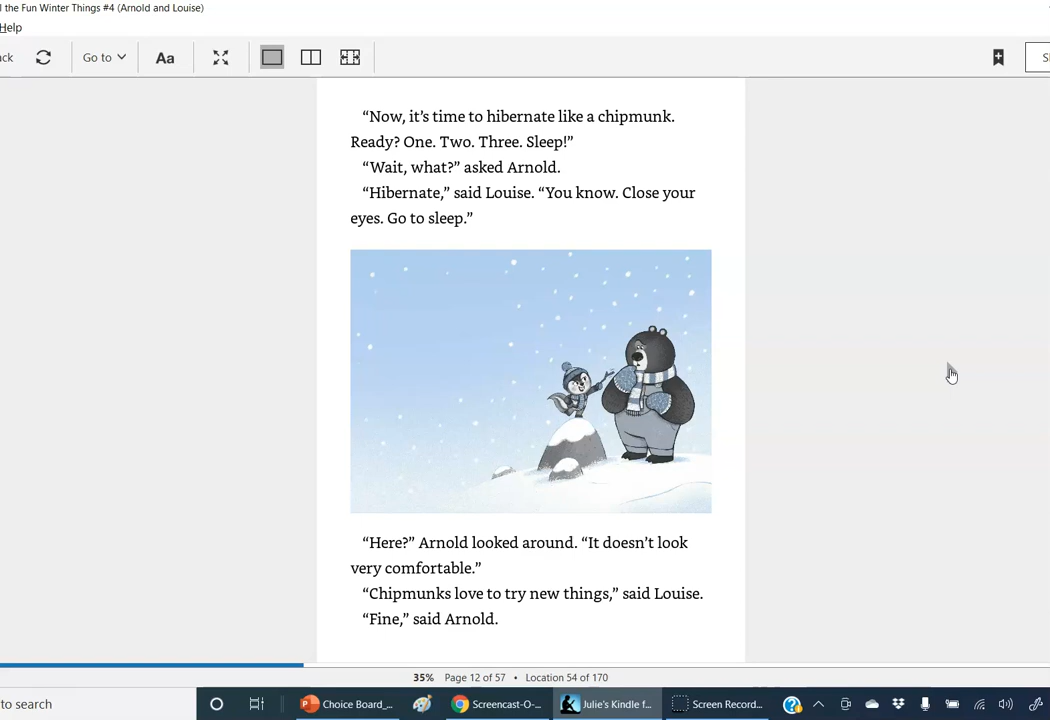 l the Fun Winter Things #4 (Arnold and Louise)
Help
ck
Go to
Aa
S
“Now, it’s time to hibernate like a chipmunk.
Ready? One. Two. Three. Sleep!”
“Wait, what?” asked Arnold.
“Hibernate,” said Louise. “You know. Close your
eyes. Go to sleep.”
“Here?” Arnold looked around. “It doesn’t look
very comfortable.”
“Chipmunks love to try new things,” said Louise.
“Fine,” said Arnold.
35% Page 12 of 57 • Location 54 of 170
to search
Choice Board_...
Screencast-O-...
Julie's Kindle f...
Screen Record...